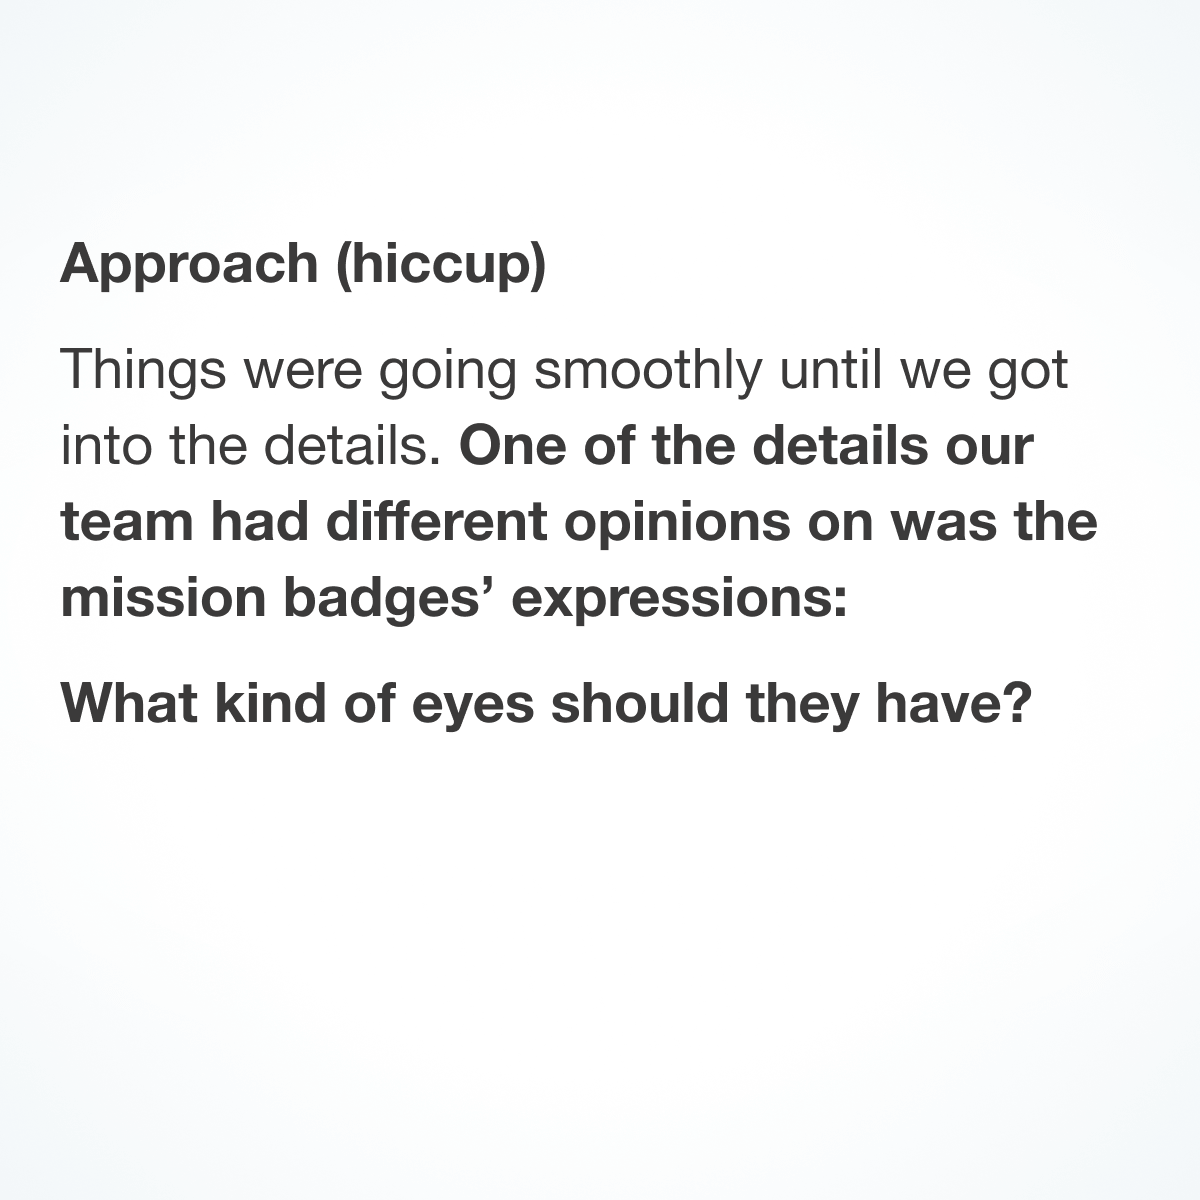 Approach (hiccup)
Things were going smoothly until we got
into the details. One of the details our
team had different opinions on was the
mission badges’ expressions:
What kind of eyes should they have?